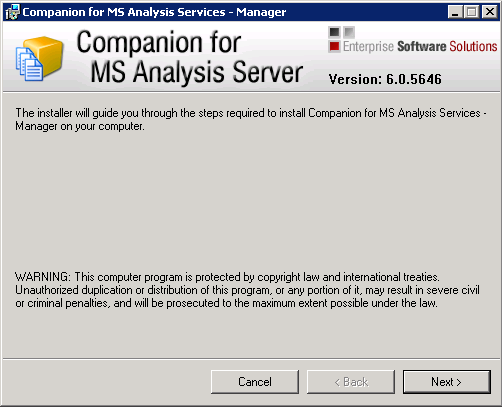 Companion for MS Analysis Services - Manager
Companion for
MS Analysis Server
Enterprise Software Solutions
Version: 6.0.5646
The installer will guide you through the steps required to install Companion for MS Analysis Services -
Manager on your computer.
WARNING: This computer program is protected by copyright law and international treaties.
Unauthorized duplication or distribution of this program, or any portion of it, may result in severe civil
or criminal penalties, and will be prosecuted to the maximum extent possible under the law.
Cancel
< Back
Next >